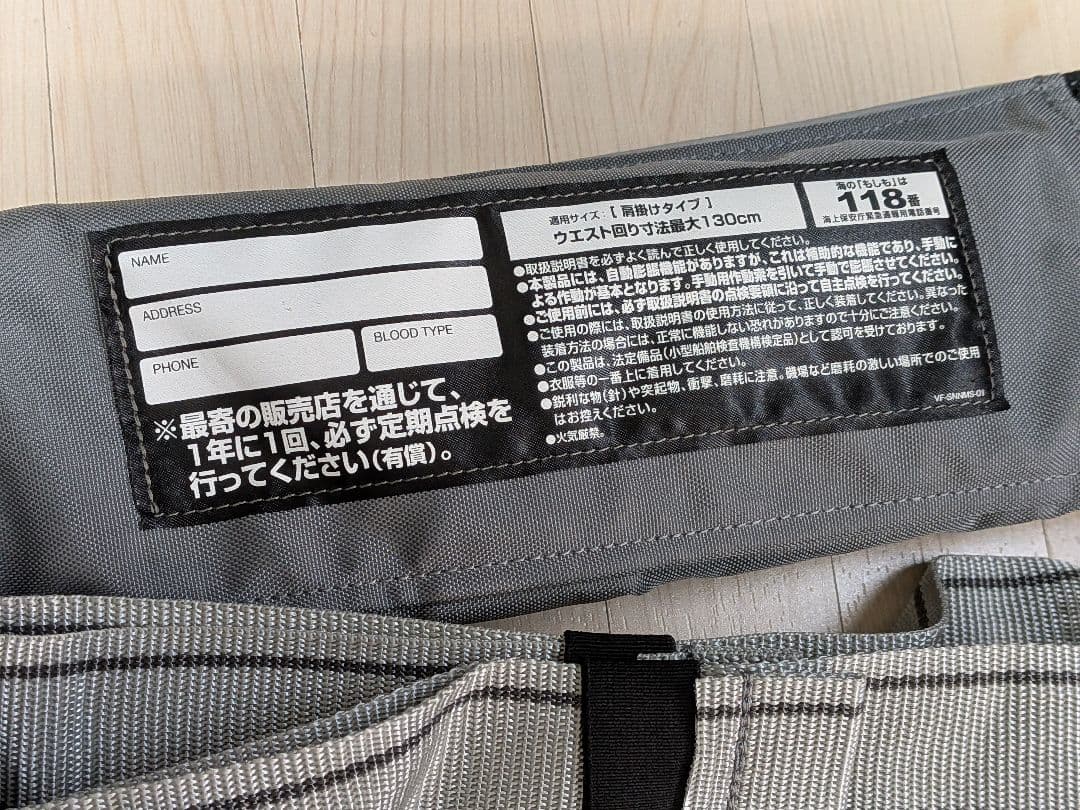 NAME
ADDRESS
PHONE
BLOOD TYPE
※最寄の販売店を通じて、
1年に1回、必ず定期点検を
行ってください(有償)。
適用サイズ:[肩掛けタイプ]
ウエスト回り寸法最大130cm
海の「もしも」は
118番
海上保安庁緊急通報用電話番号
●取扱説明書を必ずよく読んで正しく使用してください。
●本製品には、自動膨脹機能がありますが、これは補助的な機能であり、手動に
よる作動が基本となります。手動用作動索を引いて手動で膨脹させてください。
●ご使用前には、必ず取扱説明書の点検要領に沿って自主点検を行ってください。
●ご使用の際には、取扱説明書の使用方法に従って、正しく装着してください。異なった
装着方法の場合には、正常に機能しない恐れがありますので十分にご注意ください。
●この製品は、法定備品(小型船舶検査機構検定品)として認可を受けております。
●衣服等の一番上に着用してください。
●鋭利な物(針)や突起物、衝撃、磨耗に注意。磯場など磨耗の激しい場所でのご使用
はお控えください。
●火気厳禁。
VF-SNNMS-01